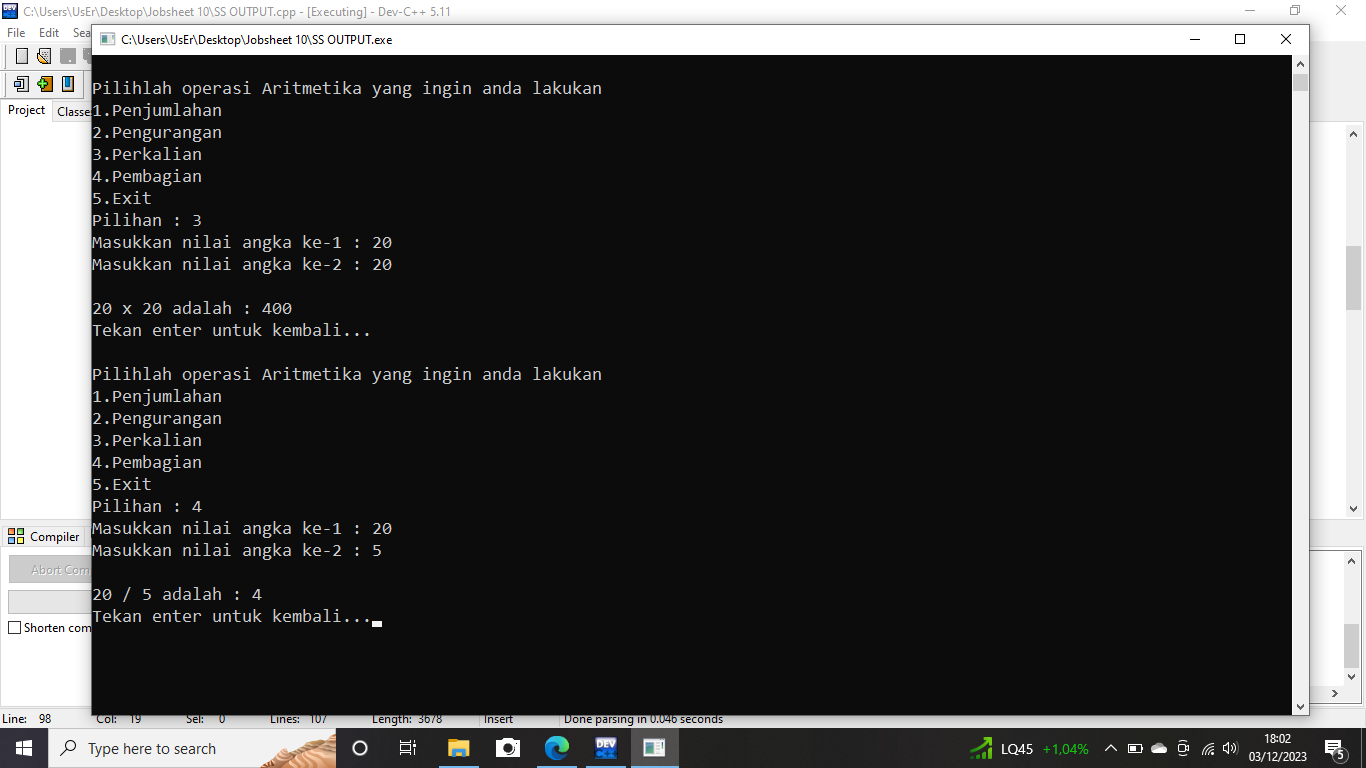 C:\Users\UsEr\Desktop\Jobsheet 10\SS OUTPUT.cpp - [Executing] - Dev-C++ 5.11
File Edit Sea
C:\Users\UsEr\Desktop\Jobsheet 10\SS OUTPUT.exe
Project Classe
Pilihlah operasi Aritmetika yang ingin anda lakukan
1.Penjumlahan
2.Pengurangan
3.Perkalian
4.Pembagian
5.Exit
Pilihan : 3
Masukkan nilai angka ke-1 : 20
Masukkan nilai angka ke-2 : 20
20 x 20 adalah : 400
Tekan enter untuk kembali...
Pilihlah operasi Aritmetika yang ingin anda lakukan
1.Penjumlahan
2.Pengurangan
3.Perkalian
4.Pembagian
5.Exit
Pilihan : 4
Masukkan nilai angka ke-1 : 20
Masukkan nilai angka ke-2 : 5
20 / 5 adalah : 4
Tekan enter untuk kembali...
Compiler
Abort Com
Shorten com
Line: 98 Col: 19 Sel: 0 Lines: 107 Length: 3678 Insert Done parsing in 0.046 seconds
Type here to search
DEV
LQ45 +1,04%
18:02
03/12/2023
5